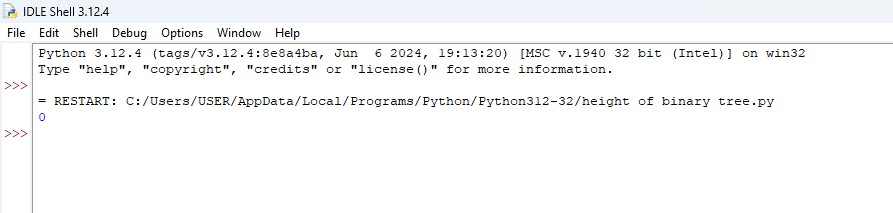 IDLE Shell 3.12.4
File Edit Shell Debug Options Window Help
Python 3.12.4 (tags/v3.12.4:8e8a4ba, Jun  6 2024, 19:13:20) [MSC v.1940 32 bit (Intel)] on win32
Type "help", "copyright", "credits" or "license()" for more information.
>>>
= RESTART: C:/Users/USER/AppData/Local/Programs/Python/Python312-32/height of binary tree.py
0
>>>